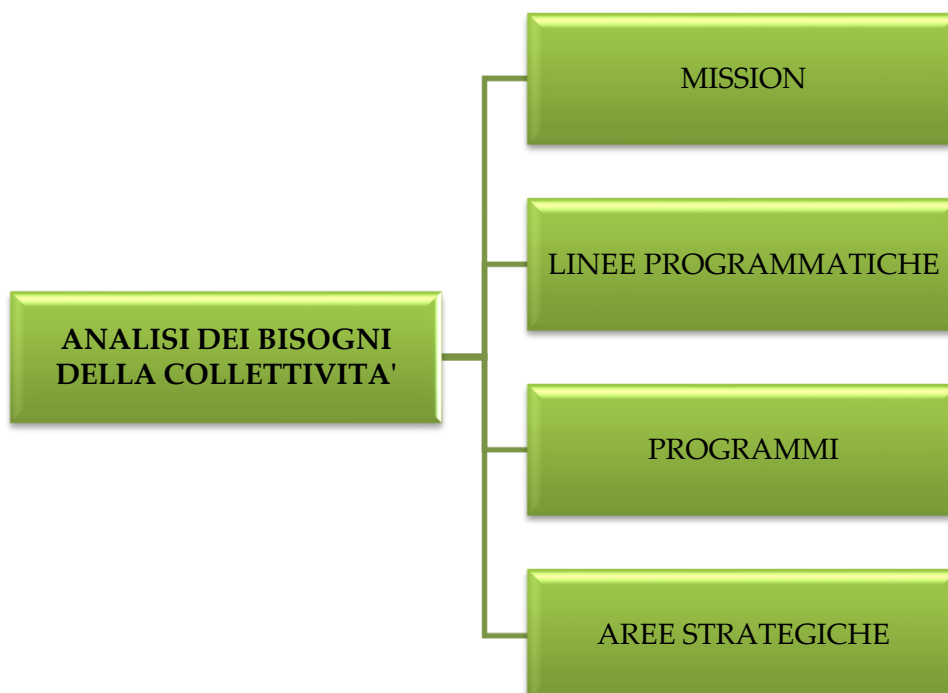 MISSION
LINEE PROGRAMMATICHE
ANALISI DEI BISOGNI
DELLA COLLETTIVITA'
PROGRAMMI
AREE STRATEGICHE